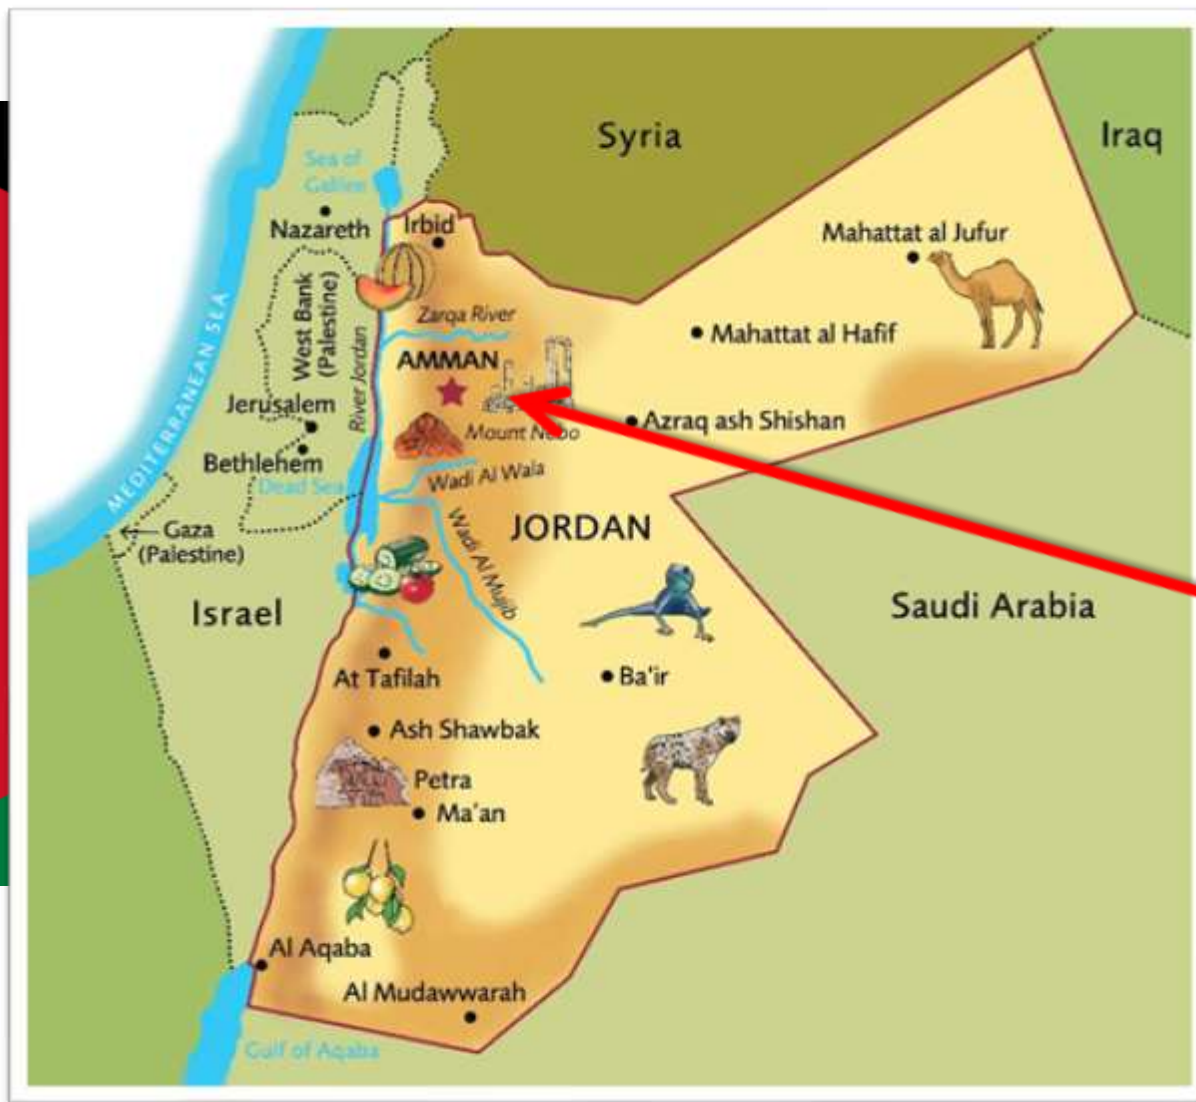 Syria
Iraq
Sea of
Galilee
Nazareth
Irbid
Mahattat al Jufur
West Bank
(Palestine)
MEDITERRANEAN SEA
River Jordan
Zarqa River
AMMAN
Mahattat al Hafif
Jerusalem
Azraq ash Shishan
Mount Nebo
Bethlehem
Dead Sea
Wadi Al Wala
Gaza
(Palestine)
Wadi Al Mujib
JORDAN
Israel
Saudi Arabia
At Tafilah
Ba'ir
Ash Shawbak
Petra
Ma'an
Al Aqaba
Al Mudawwarah
Gulf of Aqaba